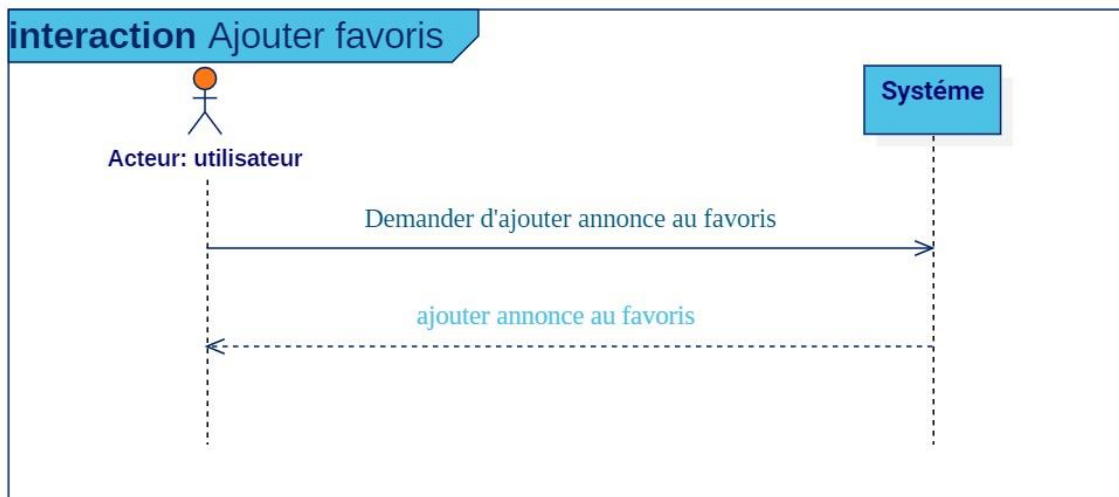 interaction Ajouter favoris
Systéme
Acteur: utilisateur
Demander d'ajouter annonce au favoris
ajouter annonce au favoris